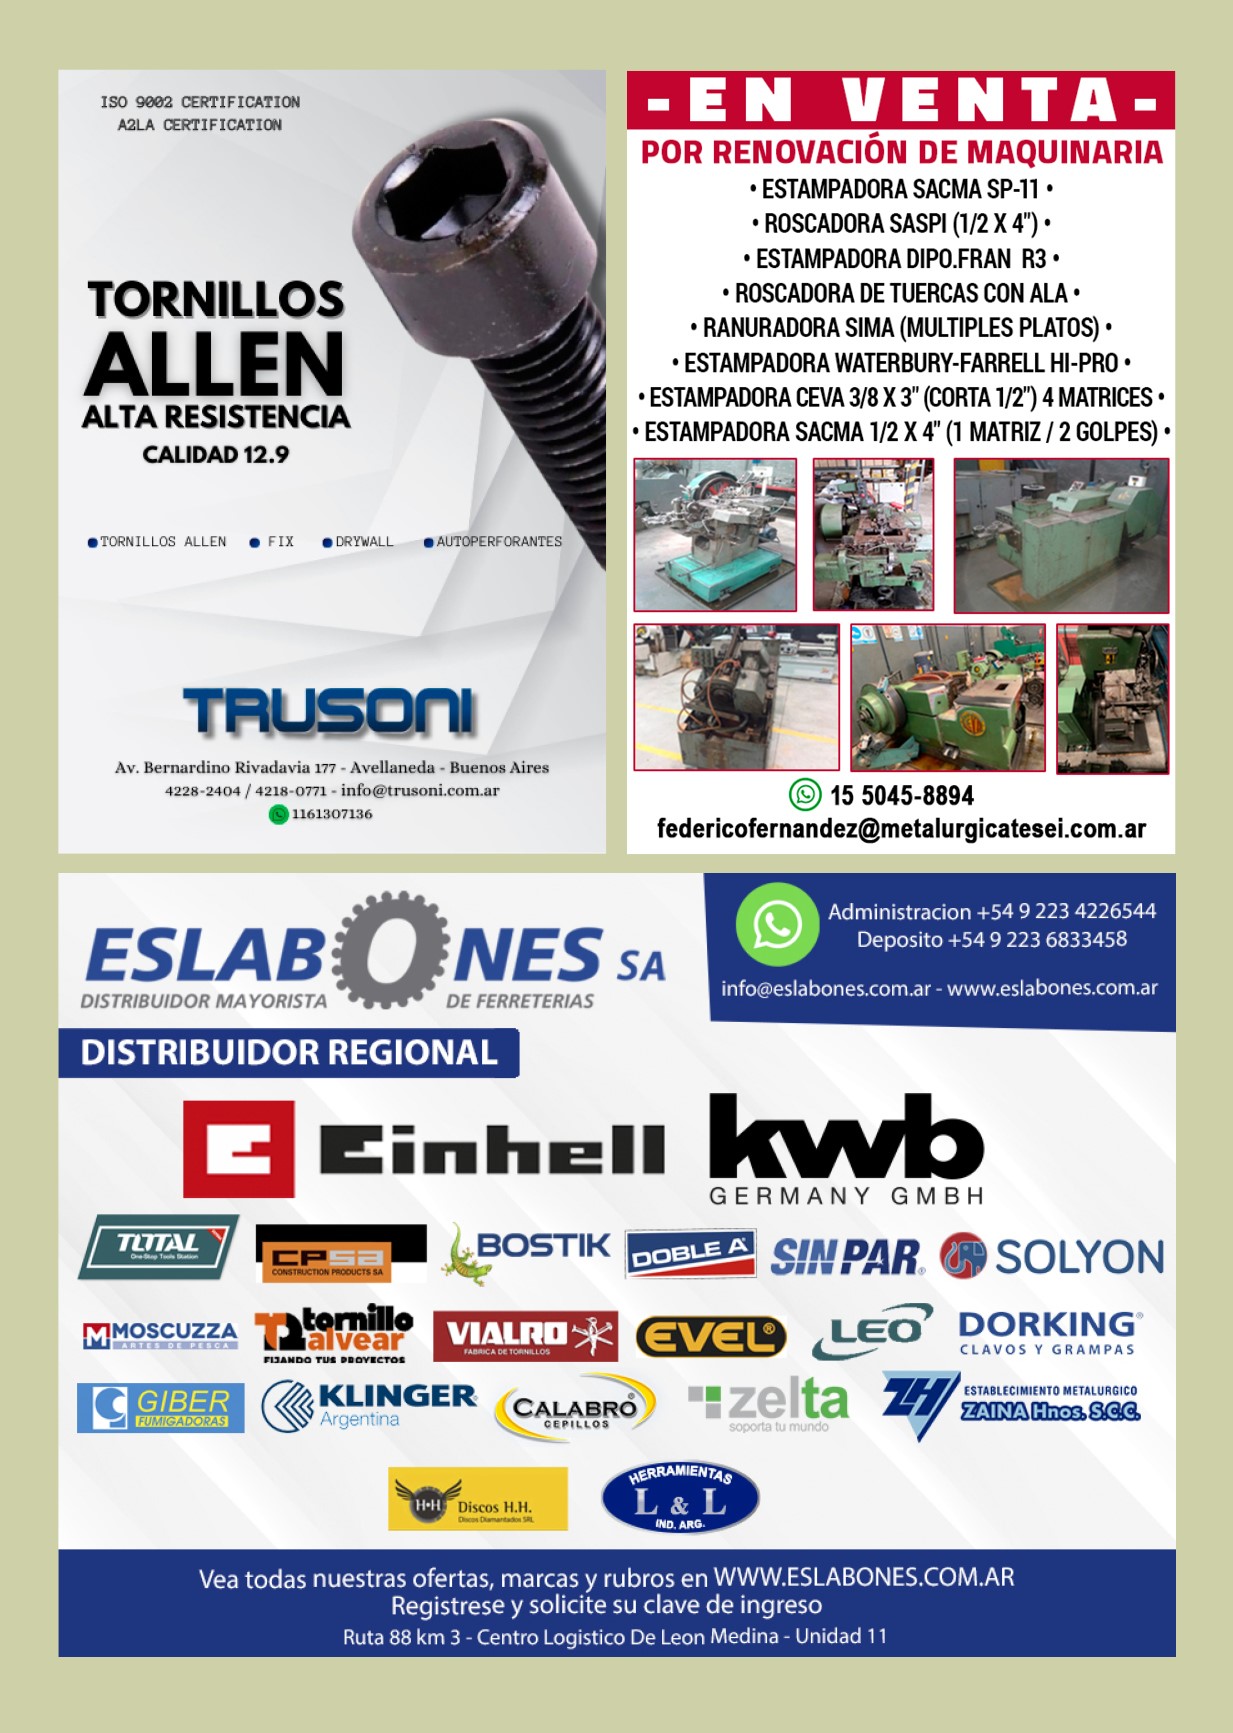 ISO 9002 CERTIFICATION
A2LA CERTIFICATION
TORNILLOS
ALLEN
ALTA RESISTENCIA
CALIDAD 12.9
TORNILLOS ALLEN • FIX • DRYWALL • AUTOPERFORANTES
TRUSONI
Av. Bernardino Rivadavia 177 - Avellaneda - Buenos Aires
4228-2404 / 4218-0771 - info@trusoni.com.ar
1161307136
-EN VENTA-
POR RENOVACIÓN DE MAQUINARIA
• ESTAMPADORA SACMA SP-11 •
• ROSCADORA SASPI (1/2 X 4") •
• ESTAMPADORA DIPO.FRAN R3 •
• ROSCADORA DE TUERCAS CON ALA •
• RANURADORA SIMA (MULTIPLES PLATOS) •
• ESTAMPADORA WATERBURY-FARRELL HI-PRO •
• ESTAMPADORA CEVA 3/8 X 3" (CORTA 1/2") 4 MATRICES •
• ESTAMPADORA SACMA 1/2 X 4" (1 MATRIZ / 2 GOLPES) •
15 5045-8894
federicofernandez@metalurgicatesei.com.ar
ESLABONES SA
DISTRIBUIDOR MAYORISTA DE FERRETERIAS
Administracion +54 9 223 4226544
Deposito +54 9 223 6833458
info@eslabones.com.ar - www.eslabones.com.ar
DISTRIBUIDOR REGIONAL
Einhell
kwb
GERMANY GMBH
TOTAL
One-Stop Tools Station
CPSA
CONSTRUCTION PRODUCTS SA
BOSTIK
DOBLE A
SINPAR®
SOLYON
MOSCUZZA
ARTES DE PESCA
tornillo
alvear
FIJANDO TUS PROYECTOS
VIALRO
FABRICA DE TORNILLOS
EVEL®
LEO
DORKING®
CLAVOS Y GRAMPAS
GIBER
FUMIGADORAS
KLINGER
Argentina
CALABRÓ®
CEPILLOS
zelta
soporta tu mundo
ZH
ESTABLECIMIENTO METALURGICO
ZAINA Hnos. S.C.C.
H•H
Discos H.H.
Discos Diamantados SRL
HERRAMIENTAS
L & L
IND. ARG.
Vea todas nuestras ofertas, marcas y rubros en WWW.ESLABONES.COM.AR
Registrese y solicite su clave de ingreso
Ruta 88 km 3 - Centro Logistico De Leon Medina - Unidad 11